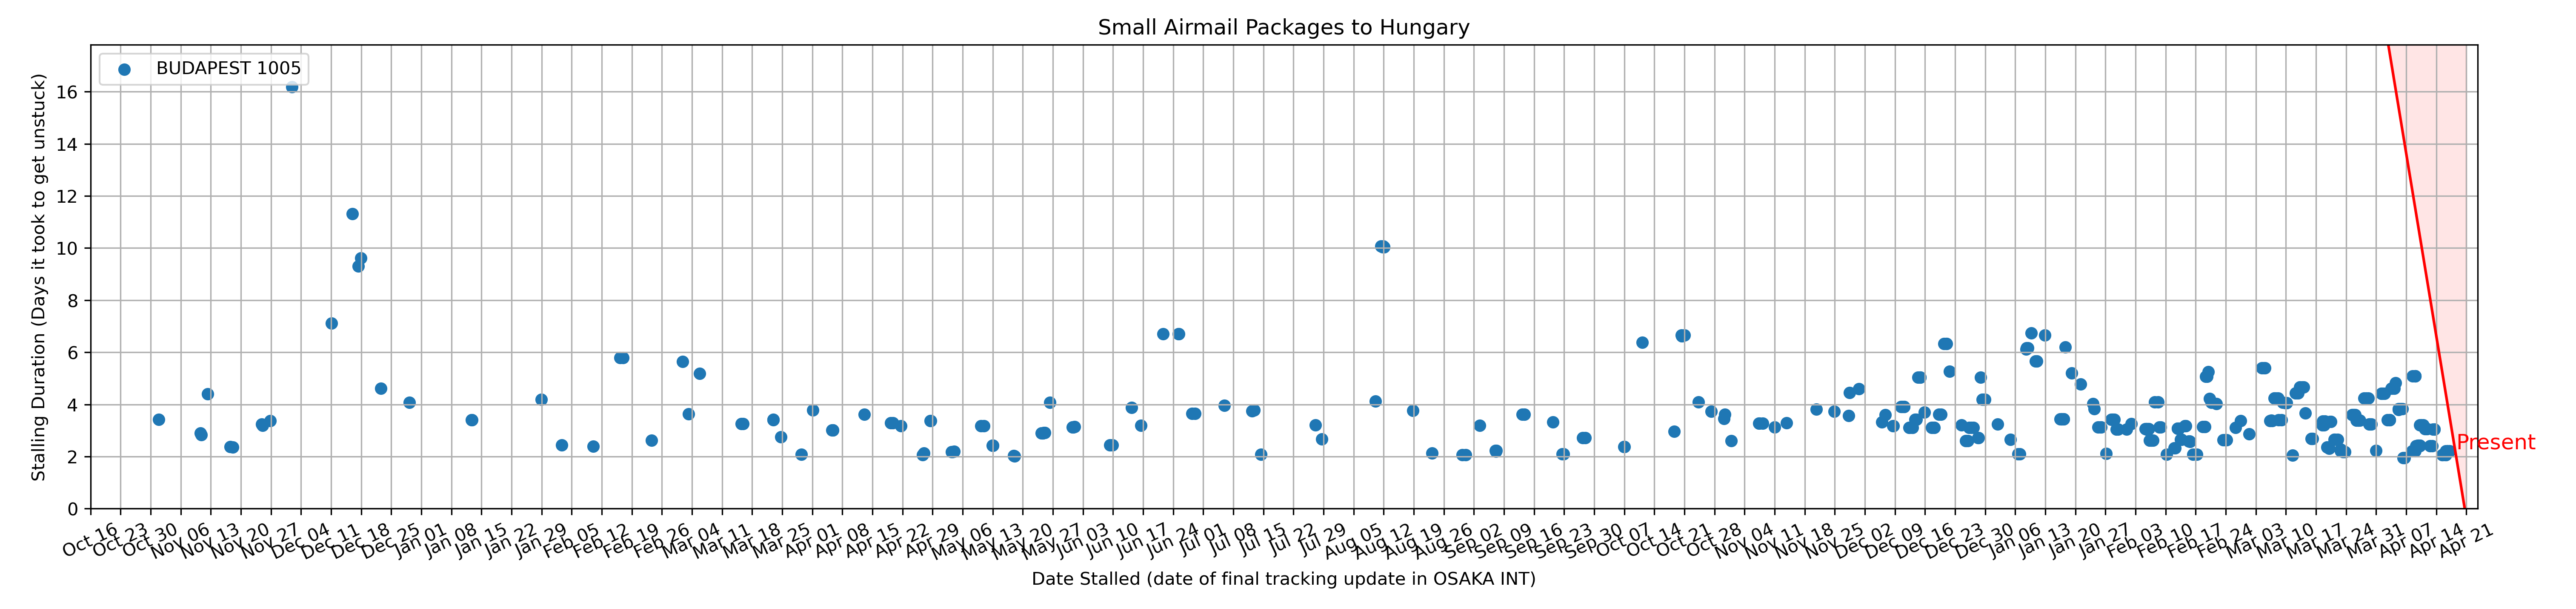 Small Airmail Packages to Hungary
BUDAPEST 1005
Stalling Duration (Days it took to get unstuck)
16
14
12
10
8
6
4
2
0
Present
Oct 16
Oct 23
Oct 30
Nov 06
Nov 13
Nov 20
Nov 27
Dec 04
Dec 11
Dec 18
Dec 25
Jan 01
Jan 08
Jan 15
Jan 22
Jan 29
Feb 05
Feb 12
Feb 19
Feb 26
Mar 04
Mar 11
Mar 18
Mar 25
Apr 01
Apr 08
Apr 15
Apr 22
Apr 29
May 06
May 13
May 20
May 27
Jun 03
Jun 10
Jun 17
Jun 24
Jul 01
Jul 08
Jul 15
Jul 22
Jul 29
Aug 05
Aug 12
Aug 19
Aug 26
Sep 02
Sep 09
Sep 16
Sep 23
Sep 30
Oct 07
Oct 14
Oct 21
Oct 28
Nov 04
Nov 11
Nov 18
Nov 25
Dec 02
Dec 09
Dec 16
Dec 23
Dec 30
Jan 06
Jan 13
Jan 20
Jan 27
Feb 03
Feb 10
Feb 17
Feb 24
Mar 03
Mar 10
Mar 17
Mar 24
Mar 31
Apr 07
Apr 14
Apr 21
Date Stalled (date of final tracking update in OSAKA INT)